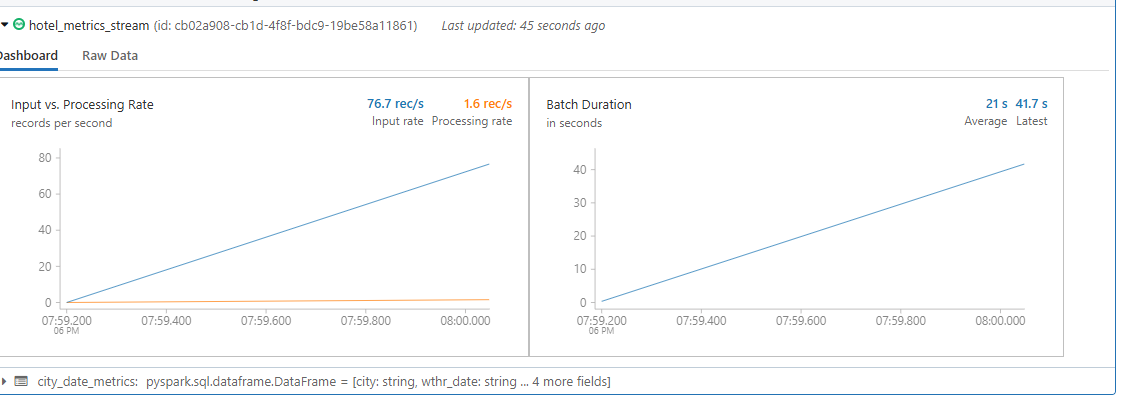 hotel_metrics_stream (id: cb02a908-cb1d-4f8f-bdc9-19be58a11861) Last updated: 45 seconds ago
Dashboard Raw Data
Input vs. Processing Rate
records per second
76.7 rec/s 1.6 rec/s
Input rate Processing rate
80
60
40
20
0
07:59.200 07:59.400 07:59.600 07:59.800 08:00.000
06 PM
Batch Duration
in seconds
21 s 41.7 s
Average Latest
40
30
20
10
0
07:59.200 07:59.400 07:59.600 07:59.800 08:00.000
06 PM
city_date_metrics: pyspark.sql.dataframe.DataFrame = [city: string, wthr_date: string ... 4 more fields]